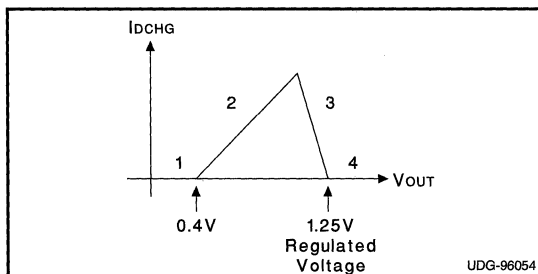 IDCHG
2
3
1
4
VOUT
0.4V
1.25V
Regulated
Voltage
UDG-96054